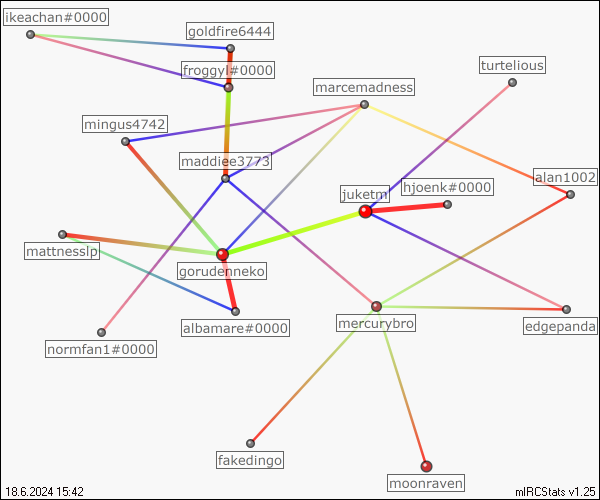 ikeachan#0000
goldfire6444
froggyl#0000
turtelious
marcemadness
mingus4742
maddiee3773
alan1002
hjoenk#0000
juketm
mattnesslp
gorudenneko
albamare#0000
mercurybro
edgepanda
normfan1#0000
fakedingo
moonraven
18.6.2024 15:42
mIRCStats v1.25